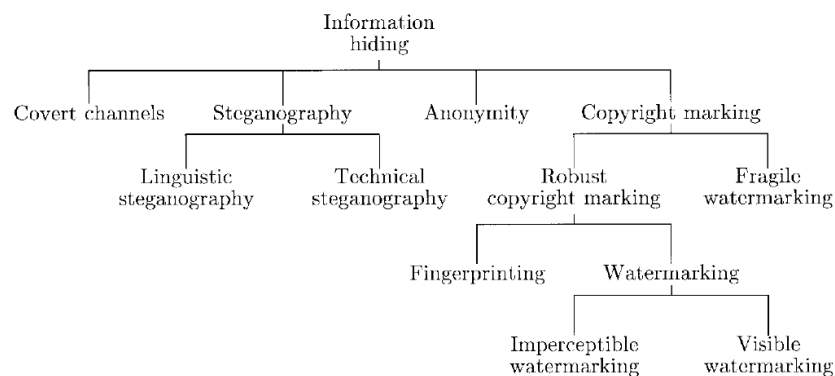 Information
hiding
Covert channels
Steganography
Anonymity
Copyright marking
Linguistic
steganography
Technical
steganography
Robust
copyright marking
Fragile
watermarking
Fingerprinting
Watermarking
Imperceptible
watermarking
Visible
watermarking